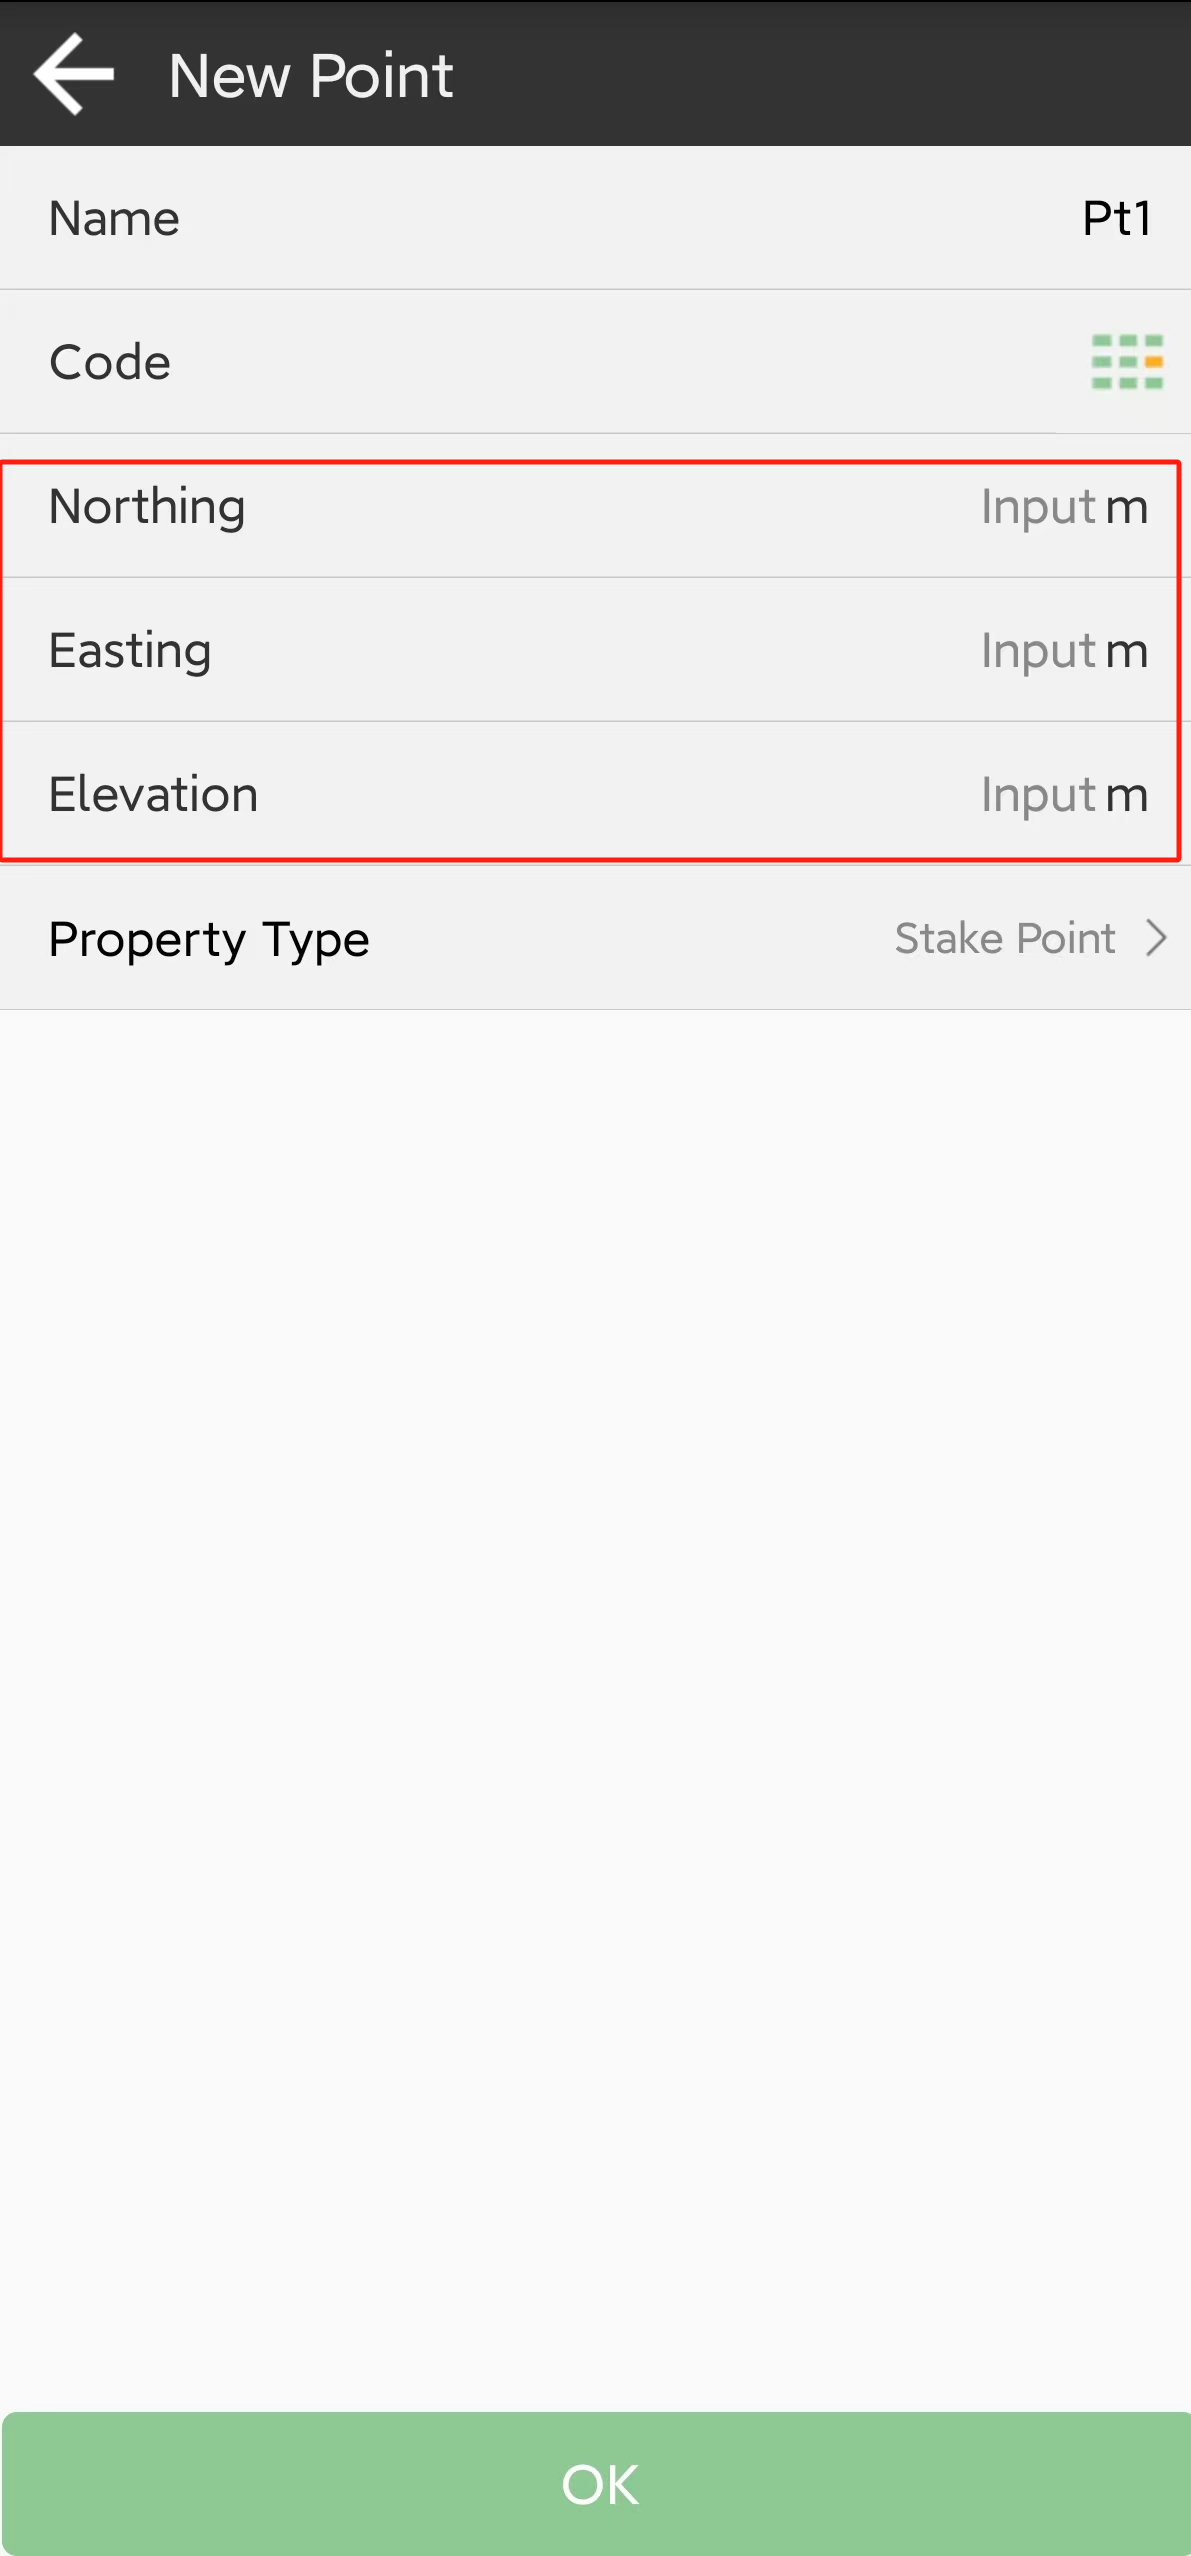 New Point
Name Pt1
Code
Northing Input m
Easting Input m
Elevation Input m
Property Type Stake Point
OK